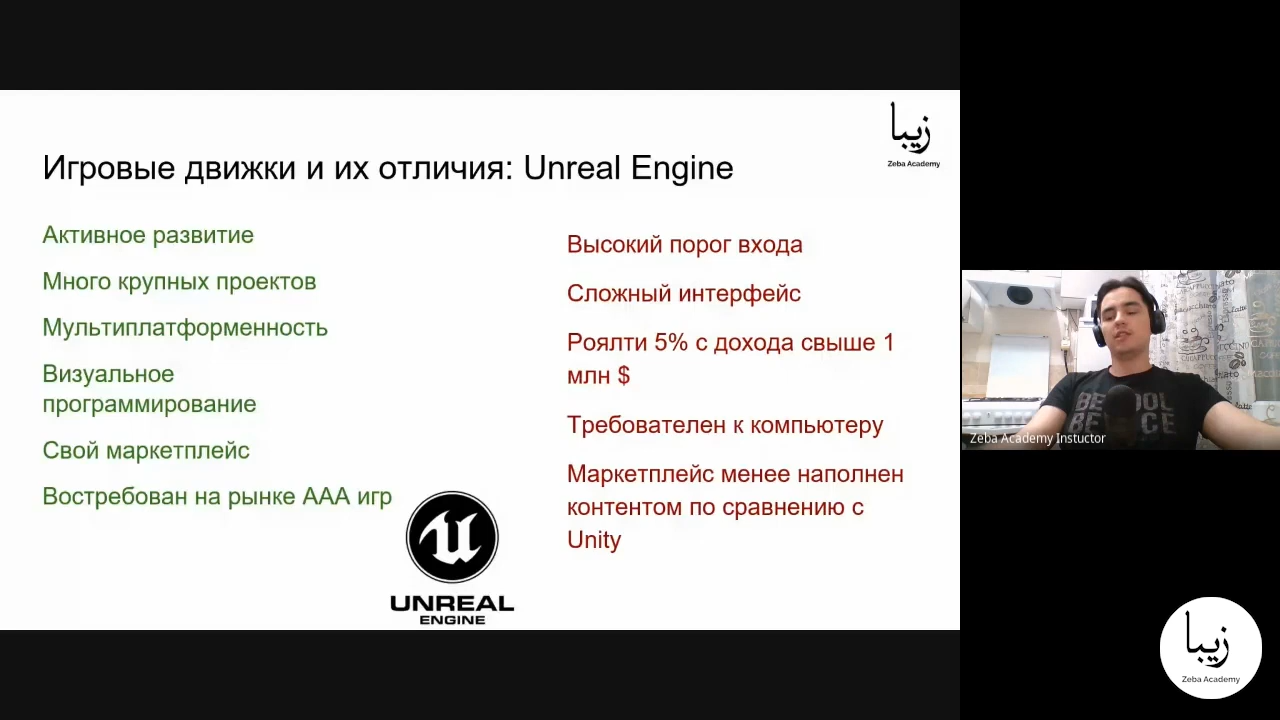 زيبا
Zeba Academy
Игровые движки и их отличия: Unreal Engine
Активное развитие
Много крупных проектов
Мультиплатформенность
Визуальное
программирование
Свой маркетплейс
Востребован на рынке ААА игр
UNREAL
ENGINE
Высокий порог входа
Сложный интерфейс
Роялти 5% с дохода свыше 1
млн $
Требователен к компьютеру
Маркетплейс менее наполнен
контентом по сравнению с
Unity
Zeba Academy Instuctor
زيبا
Zeba Academy